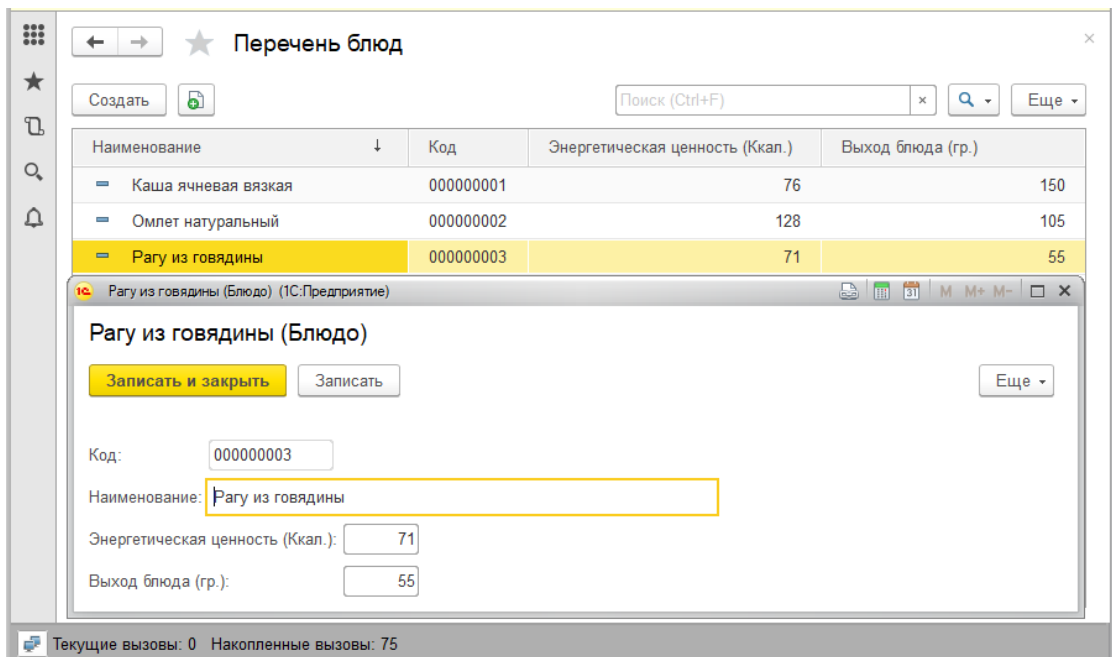 Перечень блюд
Создать Поиск (Ctrl+F) Еще
Наименование Код Энергетическая ценность (Ккал.) Выход блюда (гр.)
Каша ячневая вязкая 000000001 76 150
Омлет натуральный 000000002 128 105
Рагу из говядины 000000003 71 55
1С Рагу из говядины (Блюдо) (1С:Предприятие) 31 M M+ M-
Рагу из говядины (Блюдо)
Записать и закрыть Записать Еще
Код: 000000003
Наименование: Рагу из говядины
Энергетическая ценность (Ккал.): 71
Выход блюда (гр.): 55
Текущие вызовы: 0 Накопленные вызовы: 75